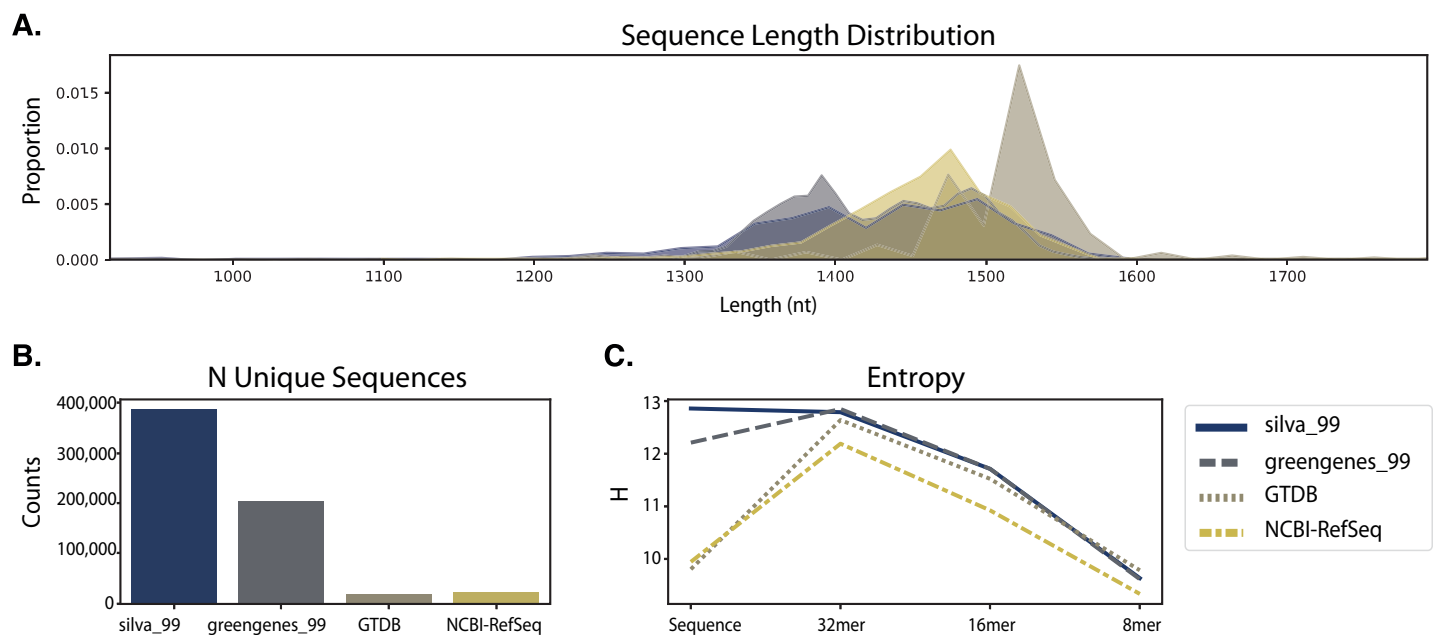 A.
Sequence Length Distribution
Proportion
0.015
0.010
0.005
0.000
1000 1100 1200 1300 1400 1500 1600 1700
Length (nt)
B.
N Unique Sequences
Counts
400,000
300,000
200,000
100,000
0
silva_99 greengenes_99 GTDB NCBI-RefSeq
C.
Entropy
H
13
12
11
10
Sequence 32mer 16mer 8mer
silva_99
greengenes_99
GTDB
NCBI-RefSeq